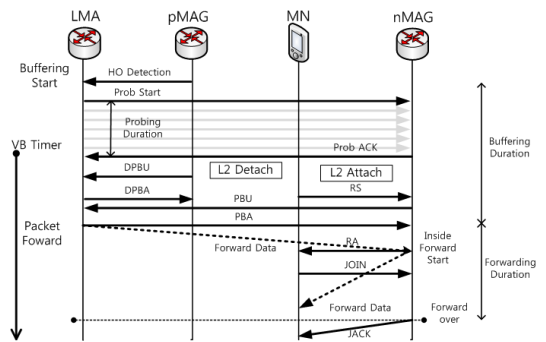 LMA pMAG MN nMAG
Buffering
Start
HO Detection
Prob Start
Probing
Duration
VB Timer
Prob ACK
Buffering
Duration
DPBU
L2 Detach
L2 Attach
DPBA
RS
PBU
PBA
Packet
Foward
Forward Data
RA
Inside
Forward
Start
JOIN
Forwarding
Duration
Forward Data
Forward
over
JACK